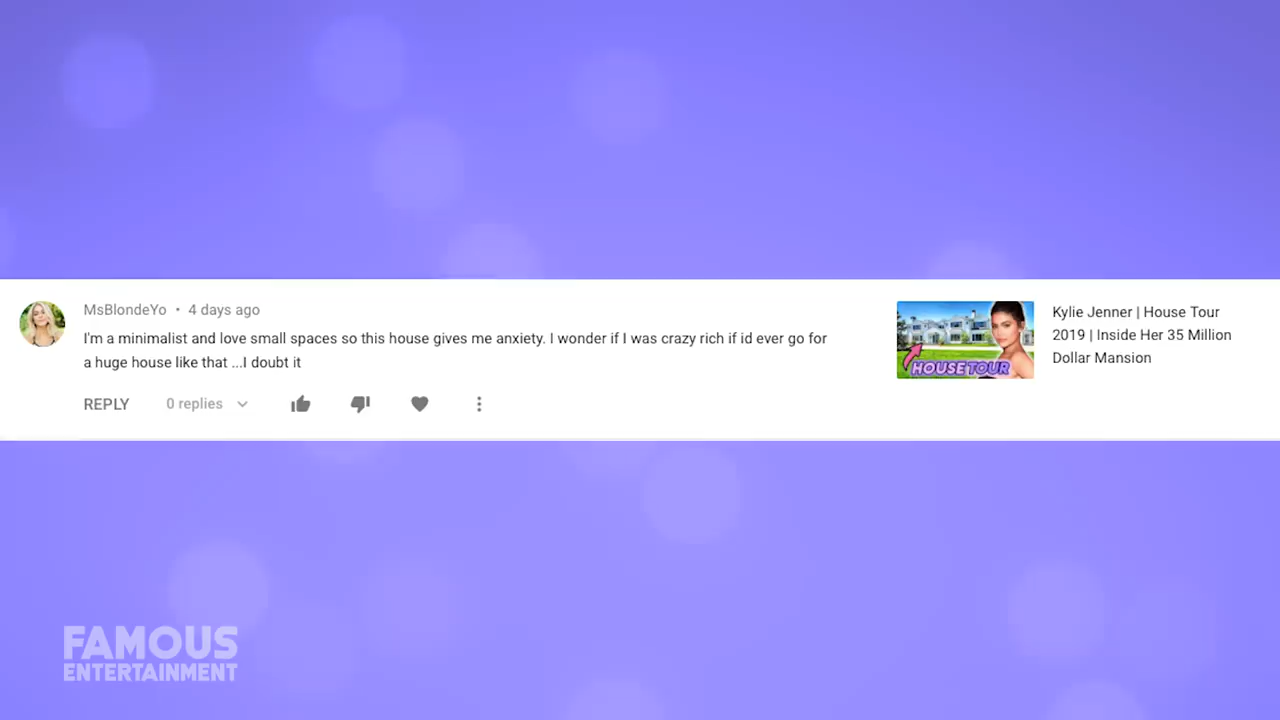 MsBlondeYo • 4 days ago
I'm a minimalist and love small spaces so this house gives me anxiety. I wonder if I was crazy rich if id ever go for
a huge house like that ...I doubt it
REPLY 0 replies
HOUSE TOUR
Kylie Jenner | House Tour
2019 | Inside Her 35 Million
Dollar Mansion
FAMOUS
ENTERTAINMENT